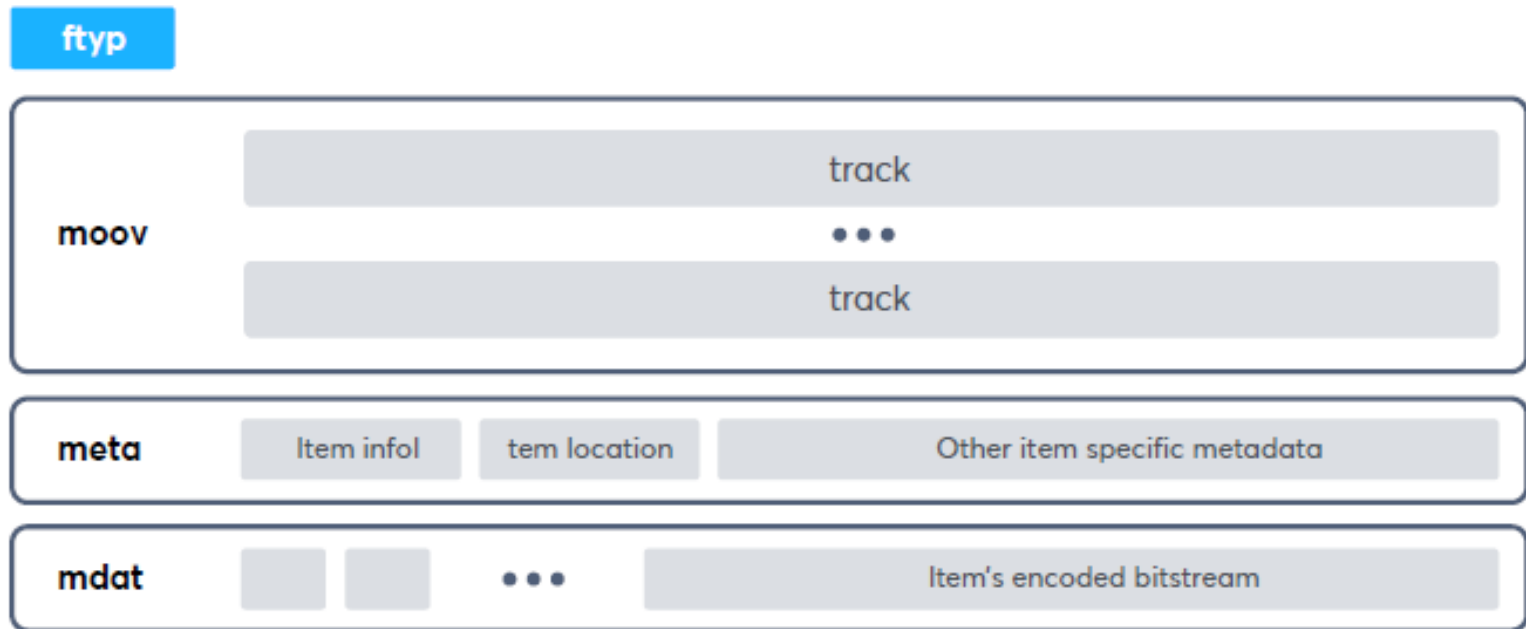 ftyp
track
moov
track
meta Item infol tem location Other item specific metadata
mdat Item's encoded bitstream